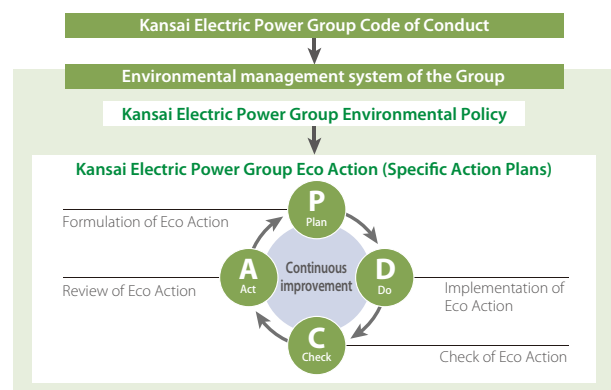 Kansai Electric Power Group Code of Conduct
Environmental management system of the Group
Kansai Electric Power Group Environmental Policy
Kansai Electric Power Group Eco Action (Specific Action Plans)
P
Plan
Formulation of Eco Action
A
Act
Continuous
improvement
D
Do
Review of Eco Action
Implementation of
Eco Action
C
Check
Check of Eco Action